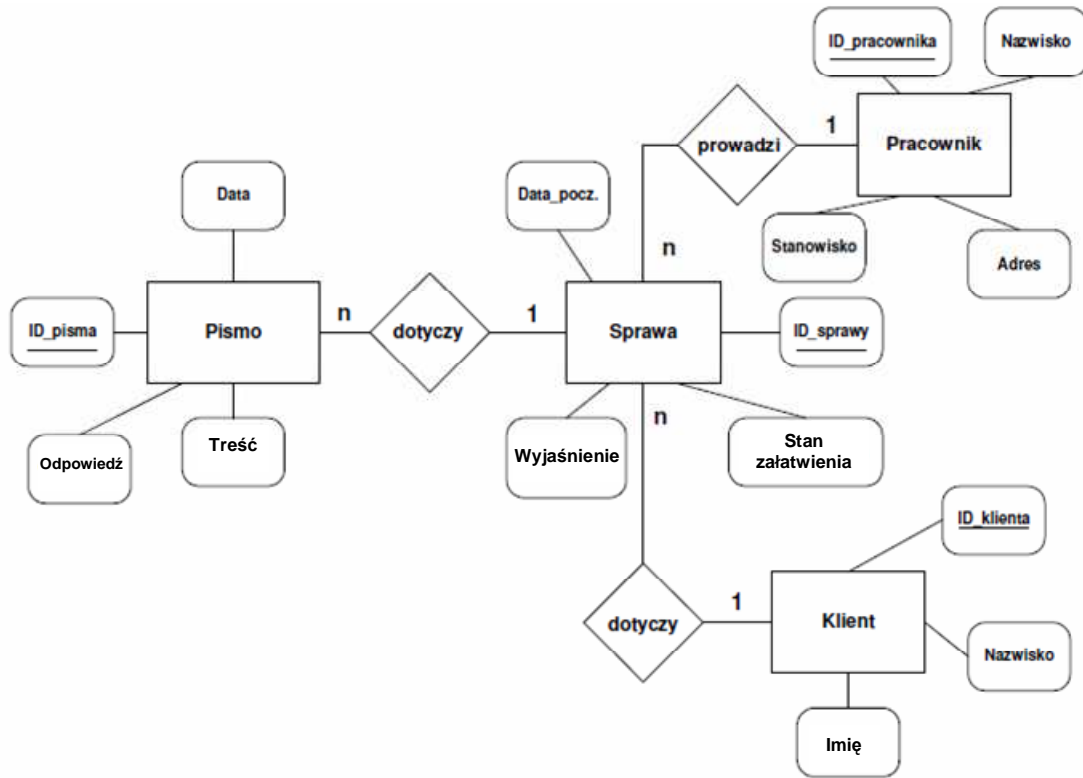 ID_pracownika
Nazwisko
prowadzi
1
Pracownik
Data
Data_pocz.
n
Stanowisko
Adres
ID_pisma
Pismo
n
dotyczy
1
Sprawa
ID_sprawy
Odpowiedź
Treść
Wyjaśnienie
n
Stan
załatwienia
ID_klienta
dotyczy
1
Klient
Nazwisko
Imię